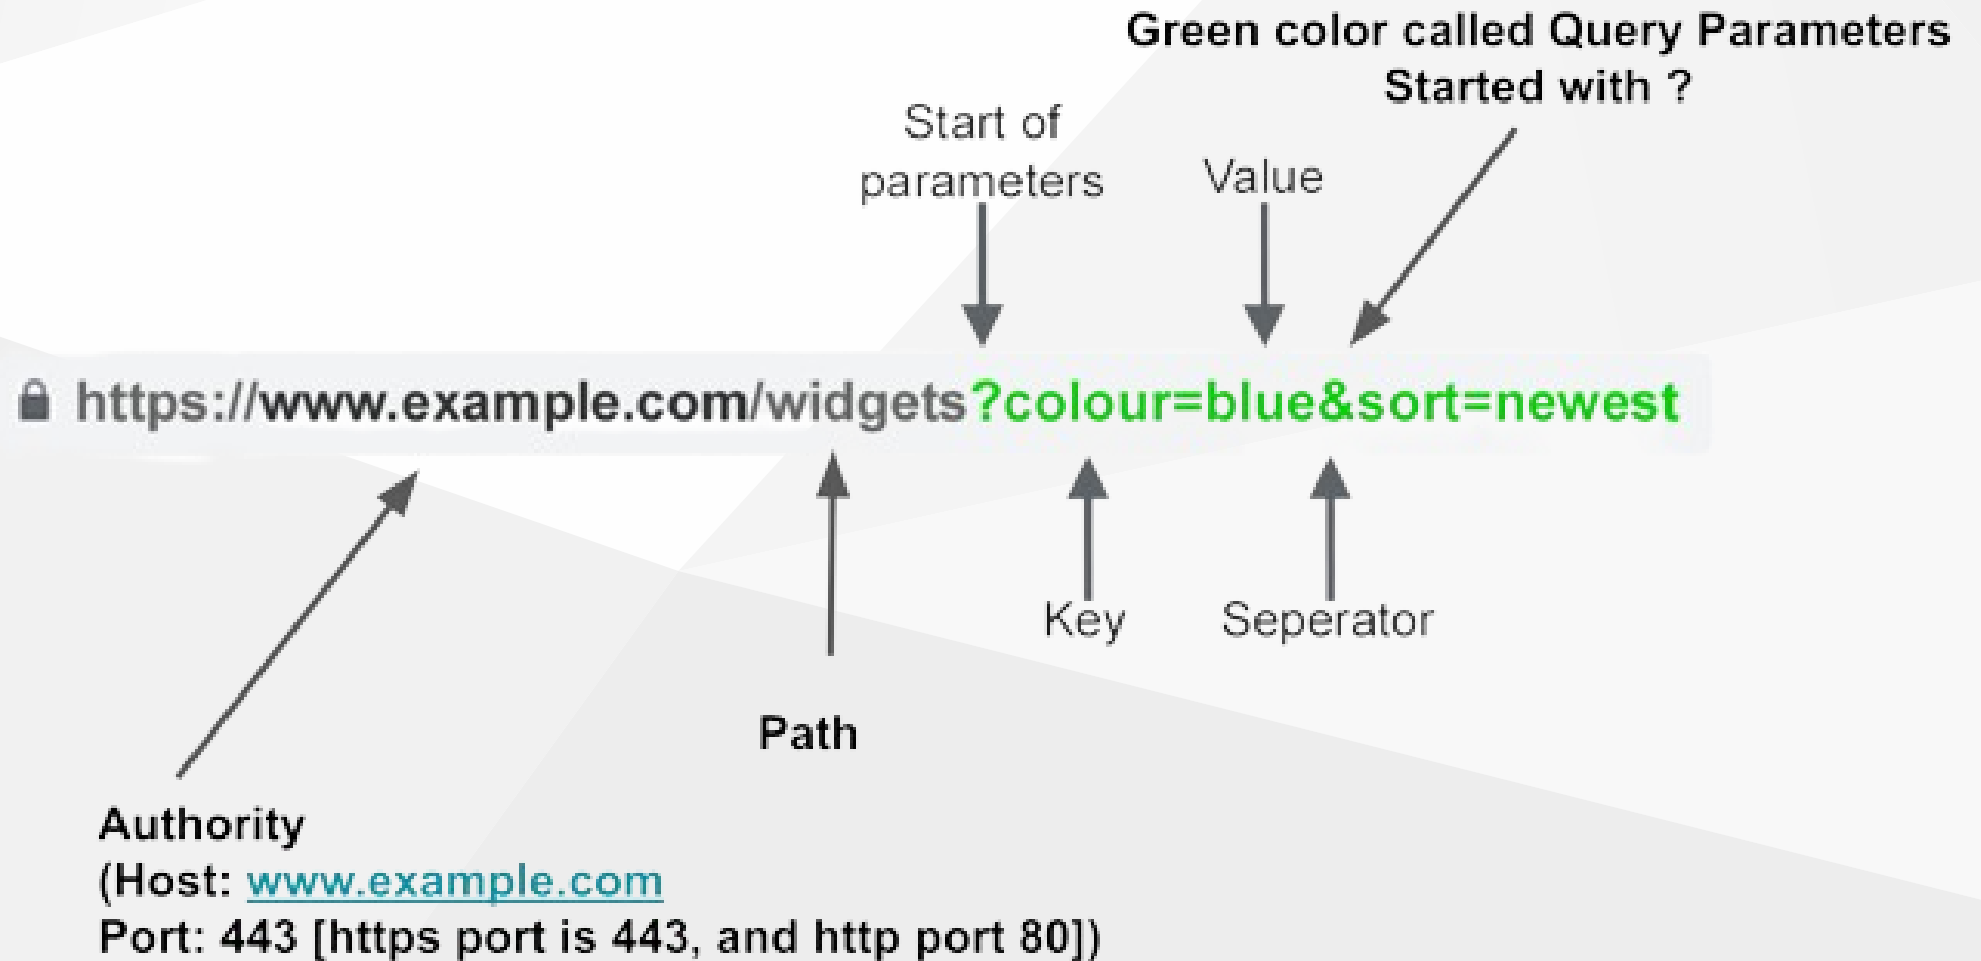 Green color called Query Parameters
Started with ?
Start of
parameters
Value
https://www.example.com/widgets?colour=blue&sort=newest
Key
Seperator
Path
Authority
(Host: www.example.com
Port: 443 [https port is 443, and http port 80])